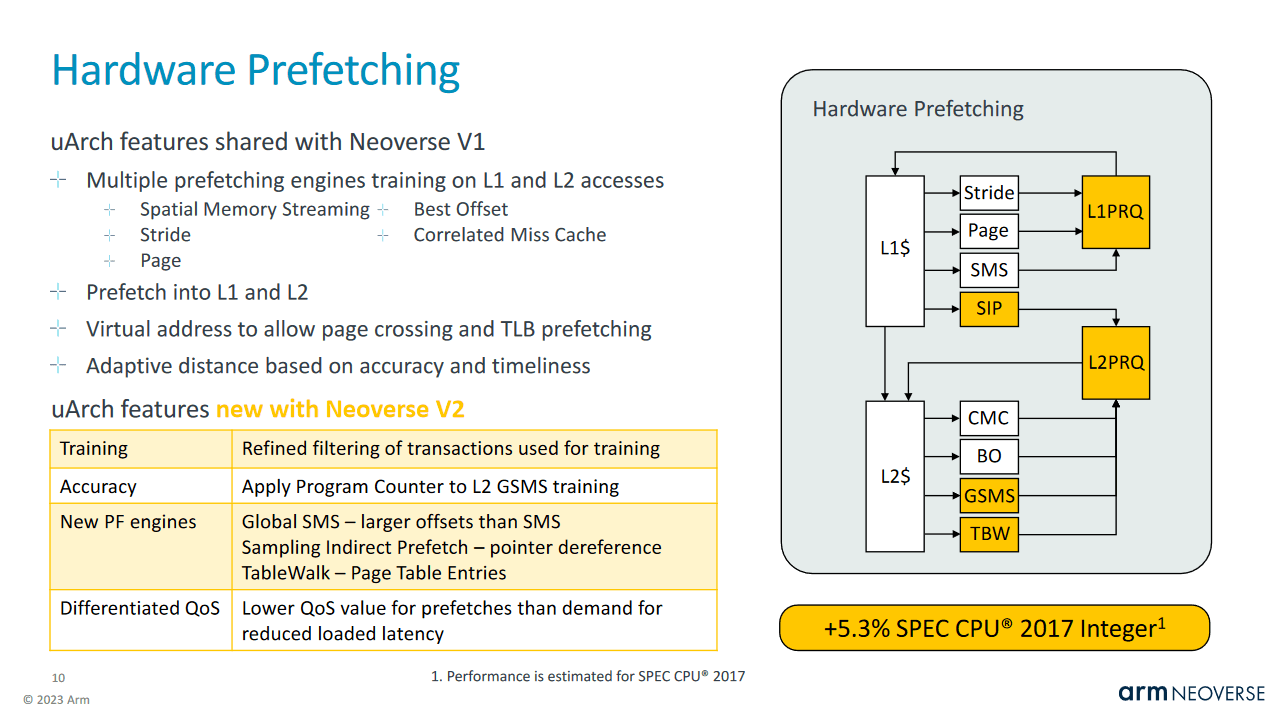 Hardware Prefetching
uArch features shared with Neoverse V1
Multiple prefetching engines training on L1 and L2 accesses
Spatial Memory Streaming
Best Offset
Stride
Correlated Miss Cache
Page
Prefetch into L1 and L2
Virtual address to allow page crossing and TLB prefetching
Adaptive distance based on accuracy and timeliness
uArch features new with Neoverse V2
Training
Refined filtering of transactions used for training
Accuracy
Apply Program Counter to L2 GSMS training
New PF engines
Global SMS – larger offsets than SMS
Sampling Indirect Prefetch – pointer dereference
TableWalk – Page Table Entries
Differentiated QoS
Lower QoS value for prefetches than demand for
reduced loaded latency
Hardware Prefetching
L1$
Stride
Page
SMS
SIP
L1PRQ
L2PRQ
L2$
CMC
BO
GSMS
TBW
+5.3% SPEC CPU® 2017 Integer¹
1. Performance is estimated for SPEC CPU® 2017
10
© 2023 Arm
arm NEOVERSE